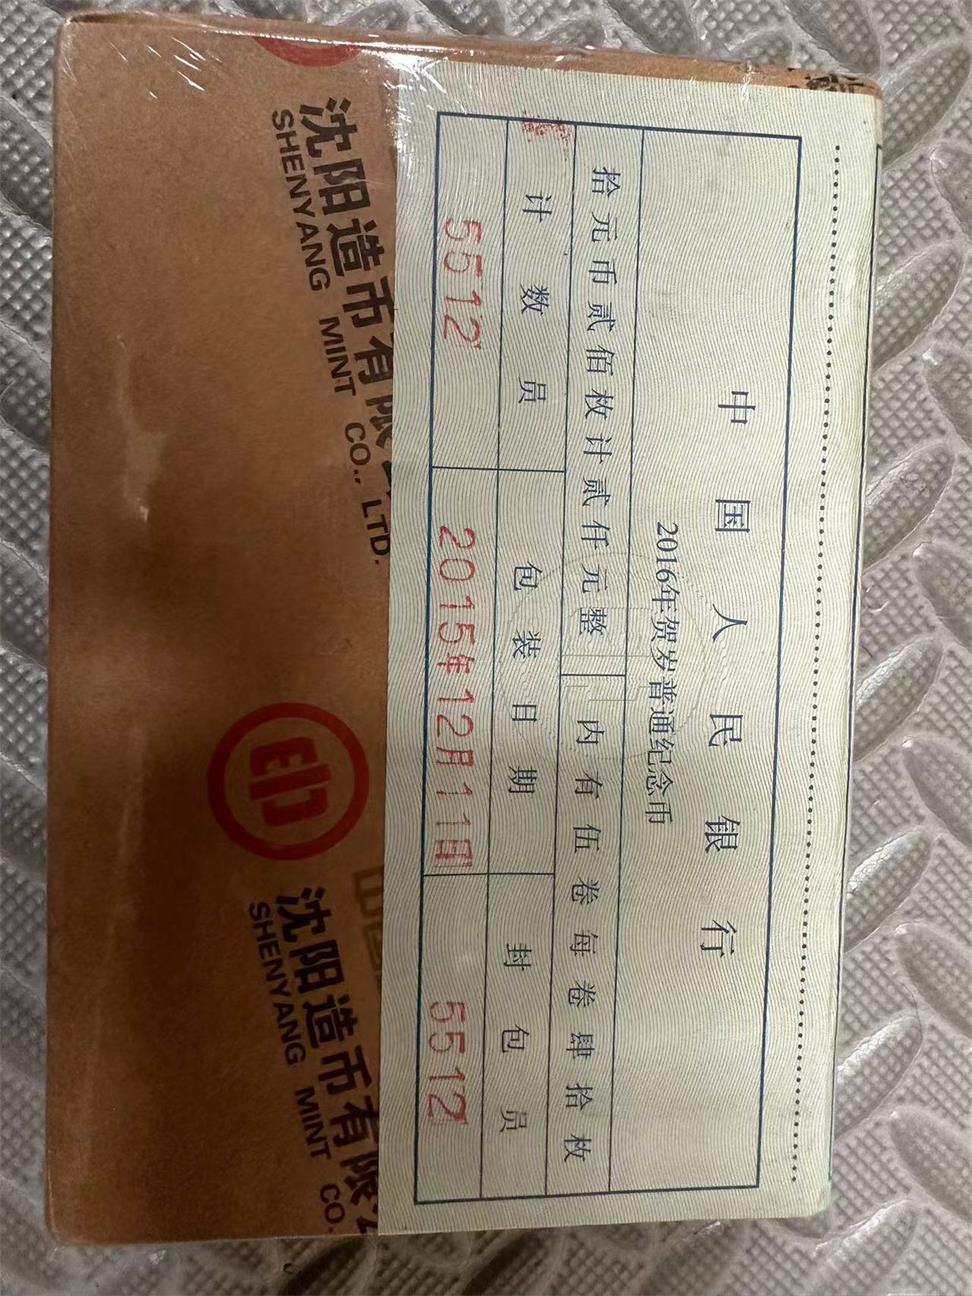 中国人民银行
2016年贺岁普通纪念币
拾元币贰佰枚计贰仟元整 内有伍卷每卷肆拾枚
计数员 包装日期 封包员
5512 2015年12月11日 5512
沈阳造币有限
SHENYANG MINT CO., LTD.
沈阳造币有限
SHENYANG MINT CO.